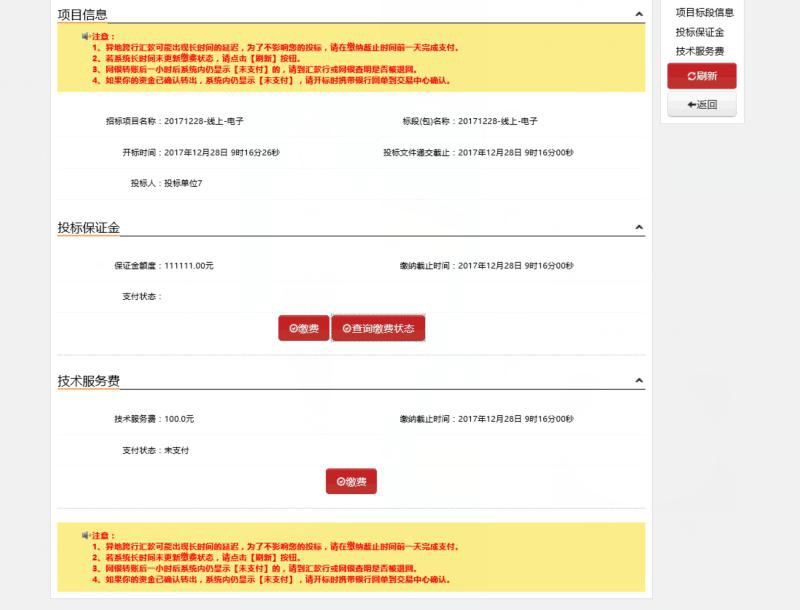 项目信息
注意：
1、异地跨行汇款可能出现长时间的延迟，为了不影响您的投标，请在缴纳截止时间前一天完成支付。
2、若系统长时间未更新缴费状态，请点击【刷新】按钮。
3、网银转账后一小时后系统内仍显示【未支付】的，请到汇款行或网银查明是否被退回。
4、如果你的资金已确认转出，系统内仍显示【未支付】，请开标时携带银行回单到交易中心确认。
招标项目名称：20171228-线上-电子 标段(包)名称：20171228-线上-电子
开标时间：2017年12月28日 9时16分26秒 投标文件递交截止：2017年12月28日 9时16分00秒
投标人：投标单位7
投标保证金
保证金额度：111111.00元 缴纳截止时间：2017年12月28日 9时16分00秒
支付状态：
缴费 查询缴费状态
技术服务费
技术服务费：100.0元 缴纳截止时间：2017年12月28日 9时16分00秒
支付状态：未支付
缴费
注意：
1、异地跨行汇款可能出现长时间的延迟，为了不影响您的投标，请在缴纳截止时间前一天完成支付。
2、若系统长时间未更新缴费状态，请点击【刷新】按钮。
3、网银转账后一小时后系统内仍显示【未支付】的，请到汇款行或网银查明是否被退回。
4、如果你的资金已确认转出，系统内仍显示【未支付】，请开标时携带银行回单到交易中心确认。
项目标段信息
投标保证金
技术服务费
刷新
返回